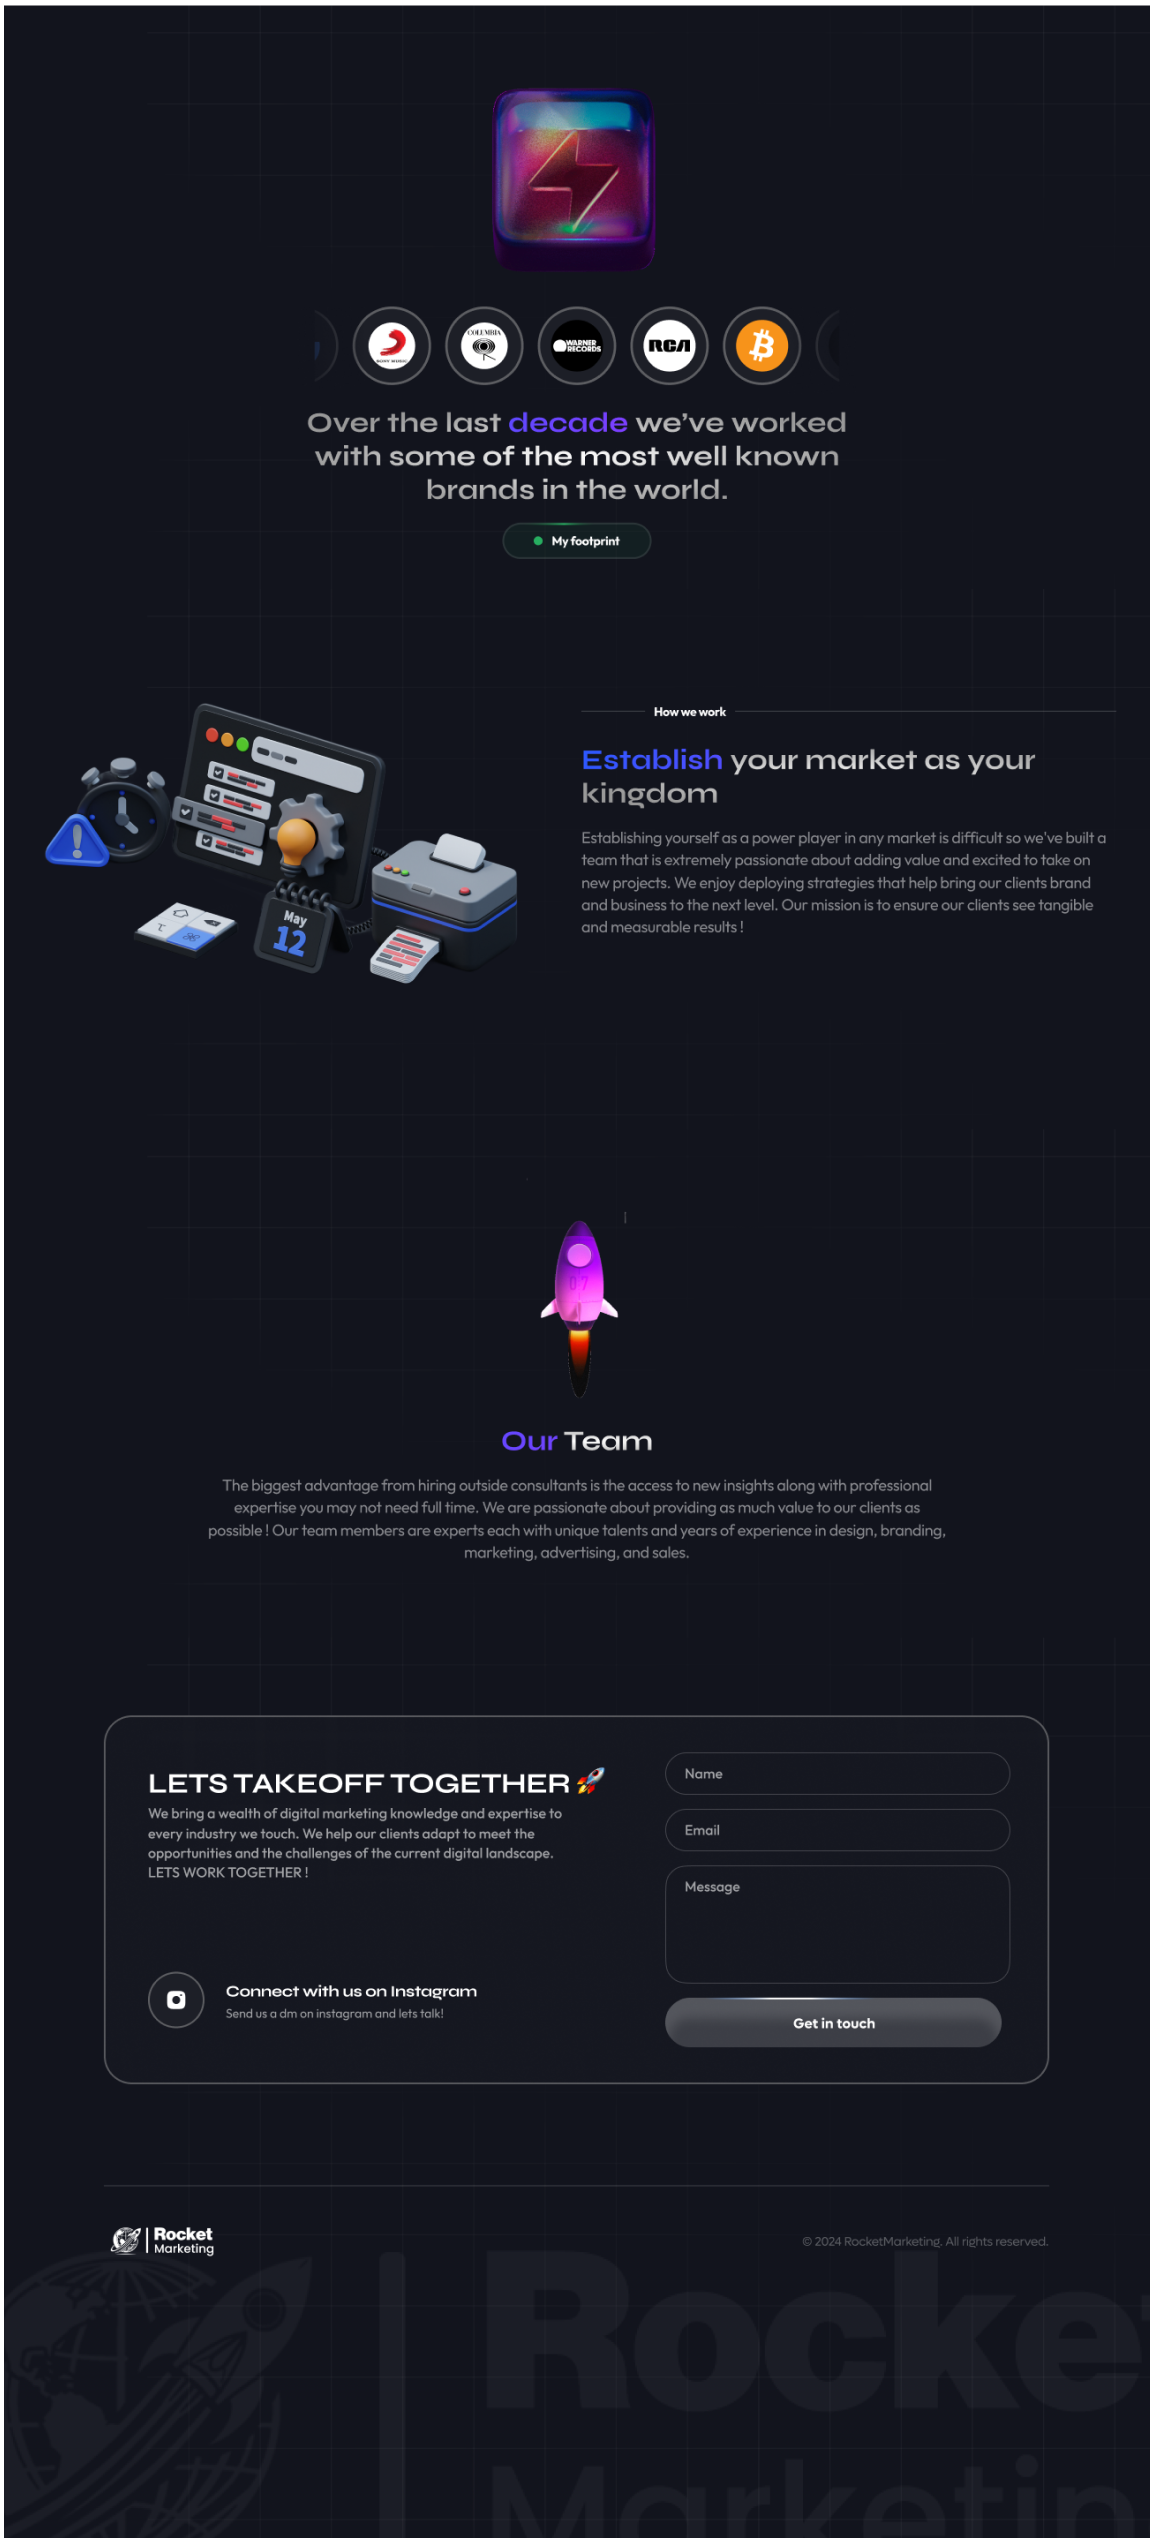 SONY MUSIC
COLUMBIA
WARNER
RECORDS
RCA
Over the last decade we've worked
with some of the most well known
brands in the world.
My footprint
How we work
Establish your market as your
kingdom
Establishing yourself as a power player in any market is difficult so we've built a
team that is extremely passionate about adding value and excited to take on
new projects. We enjoy deploying strategies that help bring our clients brand
and business to the next level. Our mission is to ensure our clients see tangible
and measurable results !
May
12
07
Our Team
The biggest advantage from hiring outside consultants is the access to new insights along with professional
expertise you may not need full time. We are passionate about providing as much value to our clients as
possible ! Our team members are experts each with unique talents and years of experience in design, branding,
marketing, advertising, and sales.
LETS TAKEOFF TOGETHER 🚀
We bring a wealth of digital marketing knowledge and expertise to
every industry we touch. We help our clients adapt to meet the
opportunities and the challenges of the current digital landscape.
LETS WORK TOGETHER !
Connect with us on Instagram
Send us a dm on instagram and lets talk!
Name
Email
Message
Get in touch
Rocket
Marketing
© 2024 RocketMarketing. All rights reserved.
Rocket
Marketin